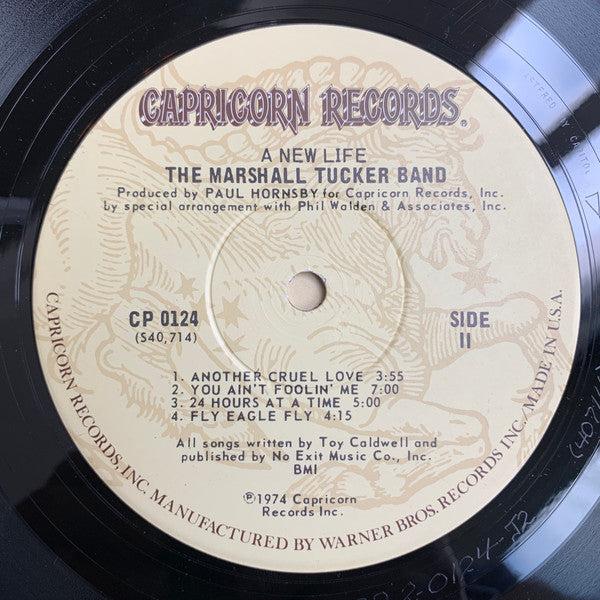 CAPRICORN RECORDS®
A NEW LIFE
THE MARSHALL TUCKER BAND
Produced by PAUL HORNSBY for Capricorn Records, Inc.
by special arrangement with Phil Walden & Associates, Inc.
CP 0124
(S40,714)
SIDE
II
1. ANOTHER CRUEL LOVE 3:55
2. YOU AIN'T FOOLIN' ME 7:00
3. 24 HOURS AT A TIME 5:00
4. FLY EAGLE FLY 4:15
All songs written by Toy Caldwell and
published by No Exit Music Co., Inc.
BMI
℗1974 Capricorn
Records Inc.
CAPRICORN RECORDS, INC. MANUFACTURED BY WARNER BROS. RECORDS INC. MADE IN U.S.A.